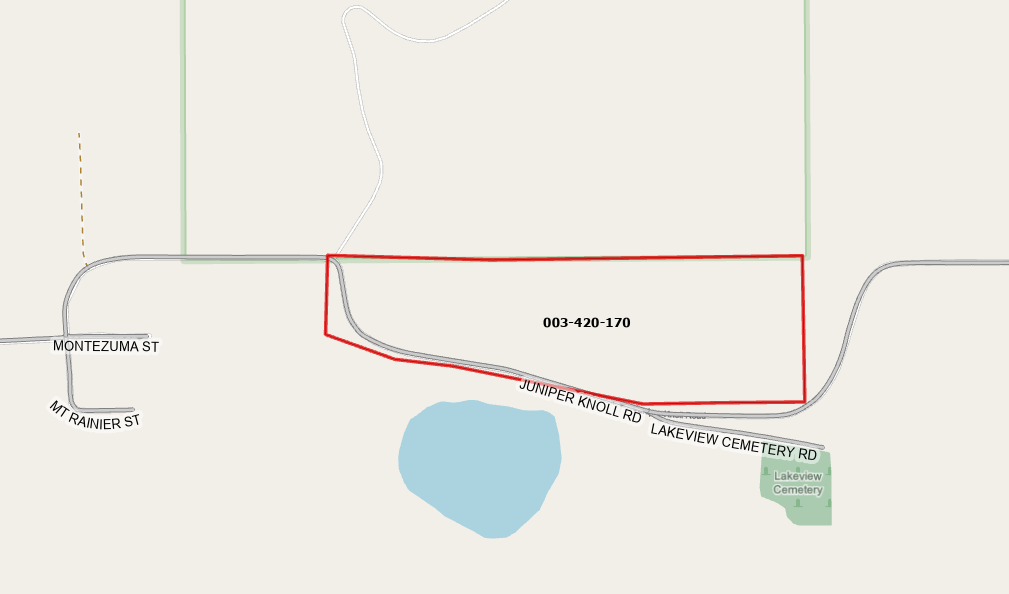 003-420-170
MONTEZUMA ST
JUNIPER KNOLL RD
MT RAINIER ST
LAKEVIEW CEMETERY RD
Lakeview
Cemetery